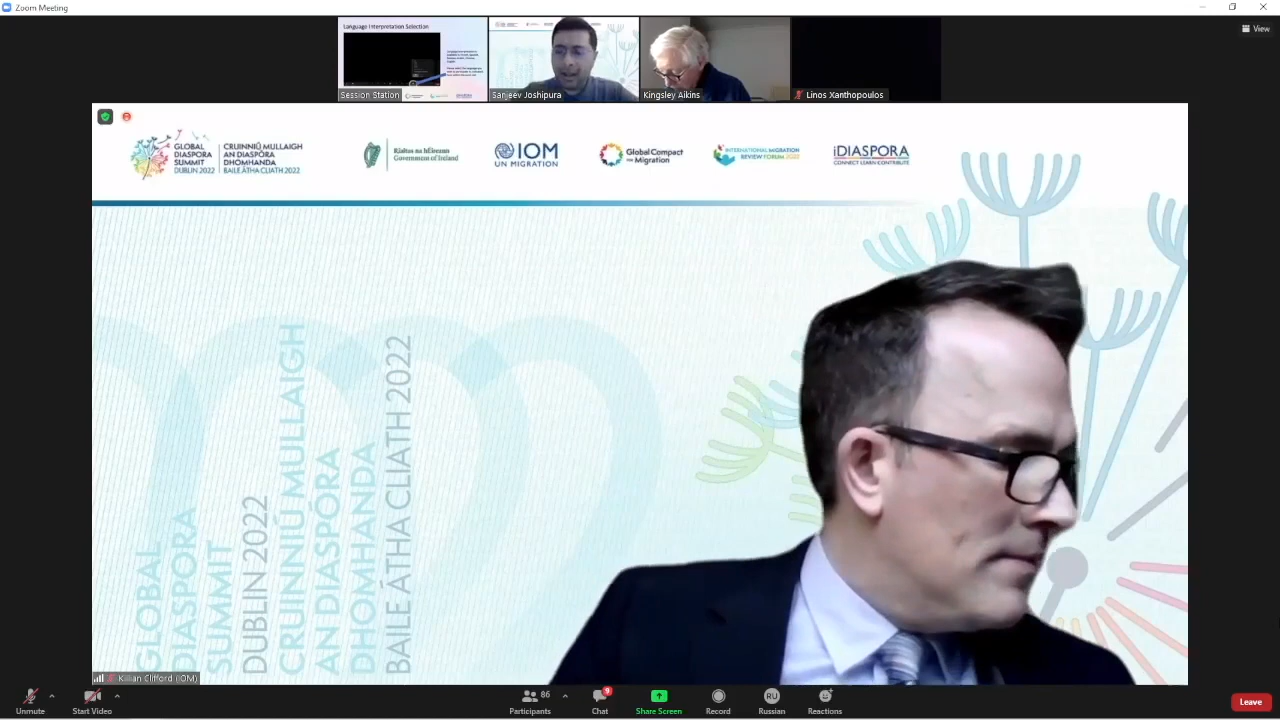 Zoom Meeting
View
Language Interpretation Selection
Session Station
Sanjeev Joshipura
Kingsley Aikins
Linos Xanthopoulos
GLOBAL
DIASPORA
SUMMIT
DUBLIN 2022
CRUINNIÚ MULLAIGH
AN DIASPÓRA
DHOMHANDA
BAILE ÁTHA CLIATH 2022
Rialtas na hÉireann
Government of Ireland
IOM
UN MIGRATION
Global Compact
for Migration
INTERNATIONAL MIGRATION
REVIEW FORUM 2022
iDIASPORA
CONNECT LEARN CONTRIBUTE
GLOBAL
DIASPORA
SUMMIT
DUBLIN 2022
CRUINNIÚ MULLAIGH
AN DIASPÓRA
DHOMHANDA
BAILE ÁTHA CLIATH 2022
Killian Clifford (IOM)
Unmute
Start Video
86
Participants
9
Chat
Share Screen
Record
RU
Russian
Reactions
Leave